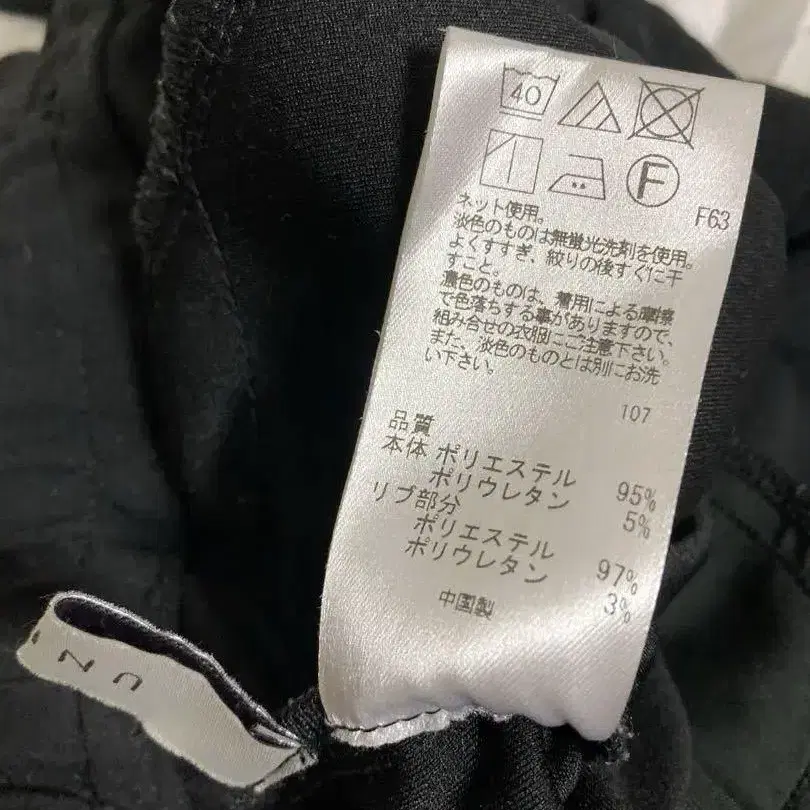 40
F
F63
ネット使用。
淡色のものは無蛍光洗剤を使用。
よくすすぎ、絞りの後すぐに干
すこと。
濃色のものは、着用による摩擦
で色落ちする事がありますので、
組み合せの衣服にご注意下さい。
また、淡色のものとは別にお洗
い下さい。
107
品質
本体 ポリエステル 95%
ポリウレタン 5%
リブ部分
ポリエステル 97%
ポリウレタン 3%
中国製